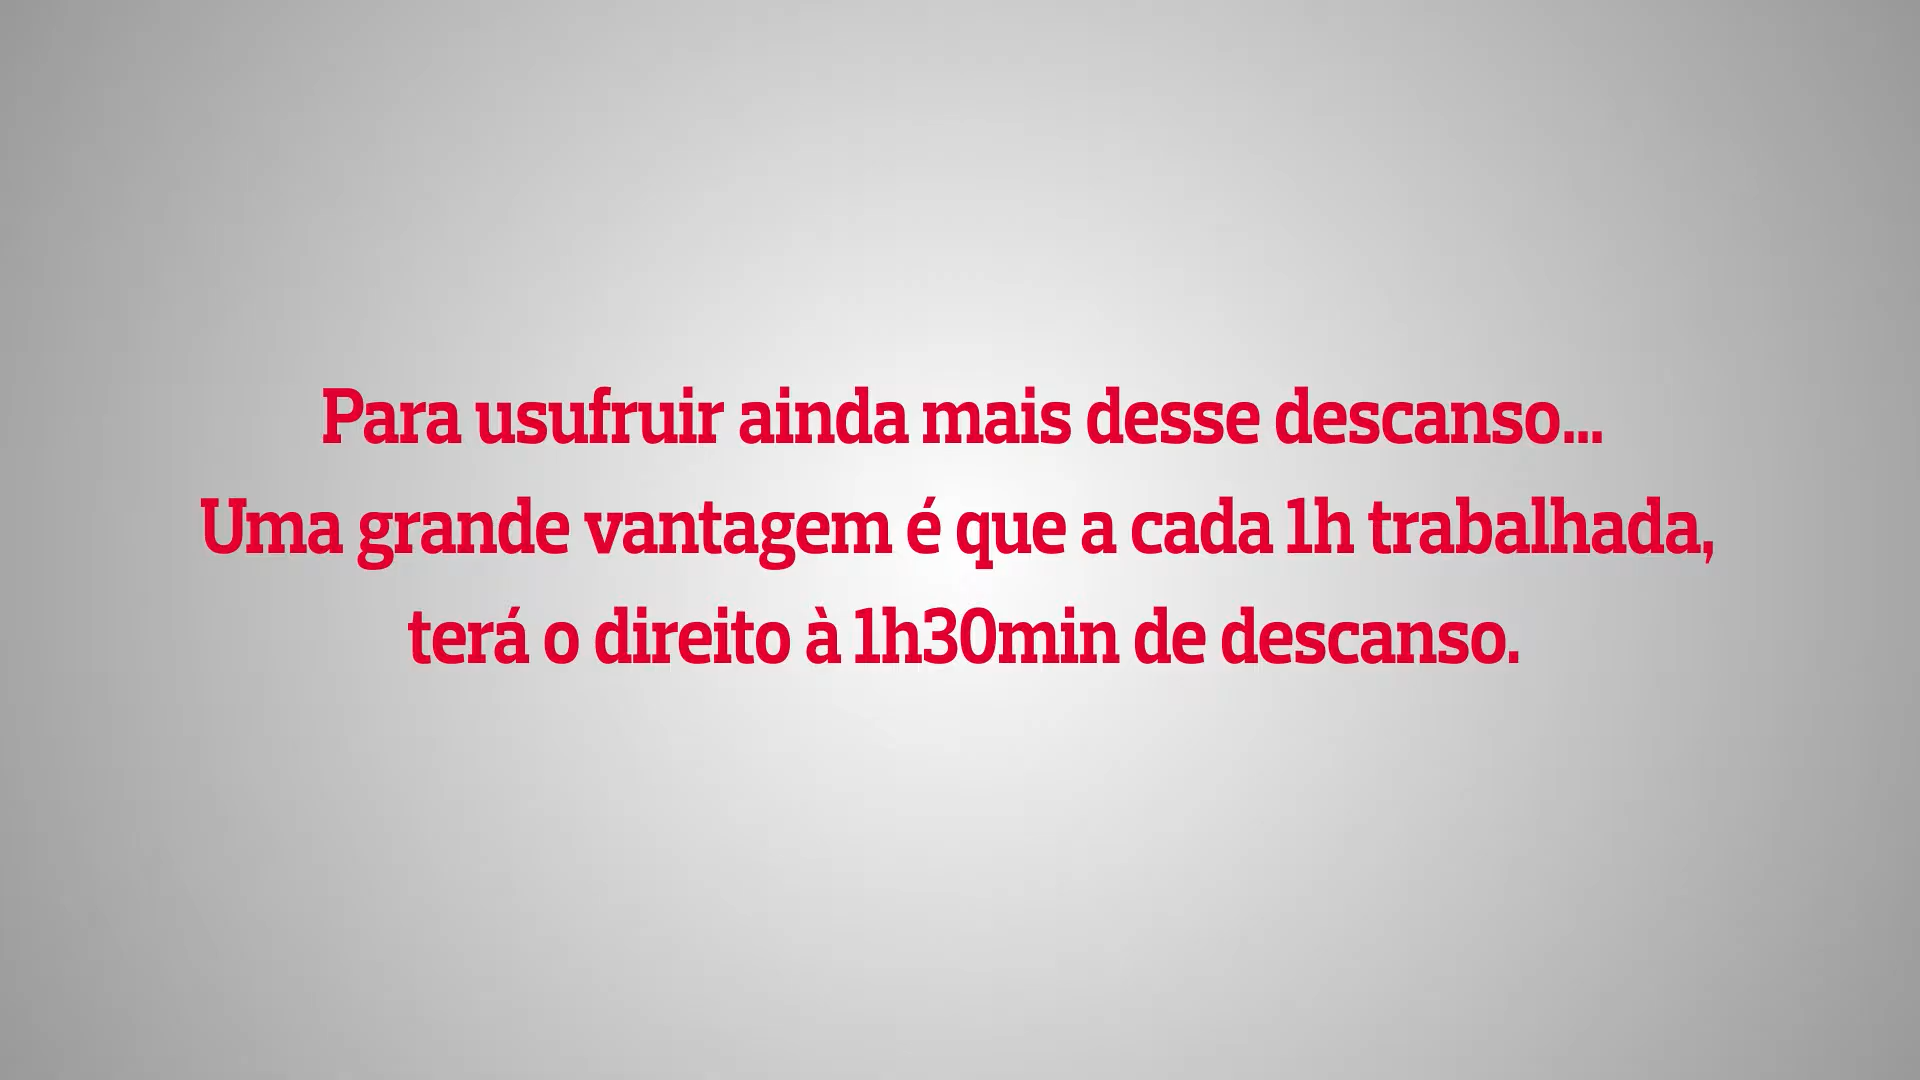 Para usufruir ainda mais desse descanso...
Uma grande vantagem é que a cada 1h trabalhada,
terá o direito à 1h30min de descanso.